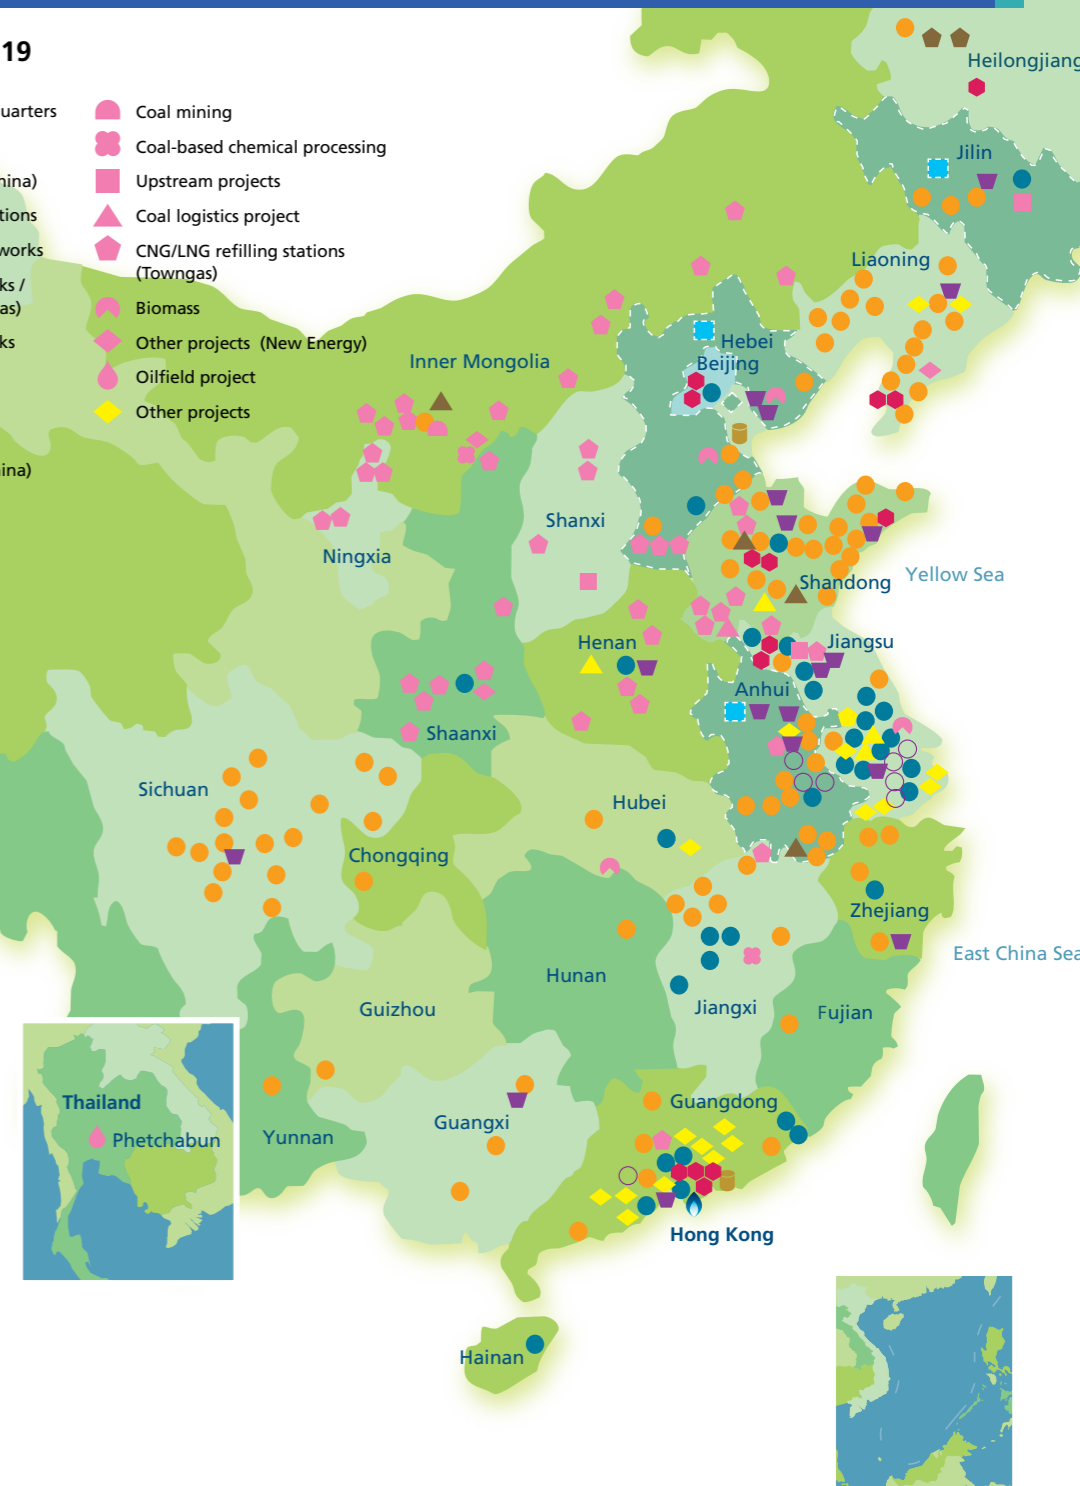 19
uarters
Coal mining
Coal-based chemical processing
hina)
Upstream projects
tions
Coal logistics project
works
CNG/LNG refilling stations
(Towngas)
ks /
as)
Biomass
ks
Other projects (New Energy)
Oilfield project
Other projects
ina)
Heilongjiang
Jilin
Liaoning
Hebei
Beijing
Inner Mongolia
Shanxi
Ningxia
Yellow Sea
Shandong
Henan
Jiangsu
Anhui
Shaanxi
Sichuan
Hubei
Chongqing
Zhejiang
East China Sea
Hunan
Jiangxi
Guizhou
Fujian
Thailand
Guangdong
Guangxi
Phetchabun
Yunnan
Hong Kong
Hainan